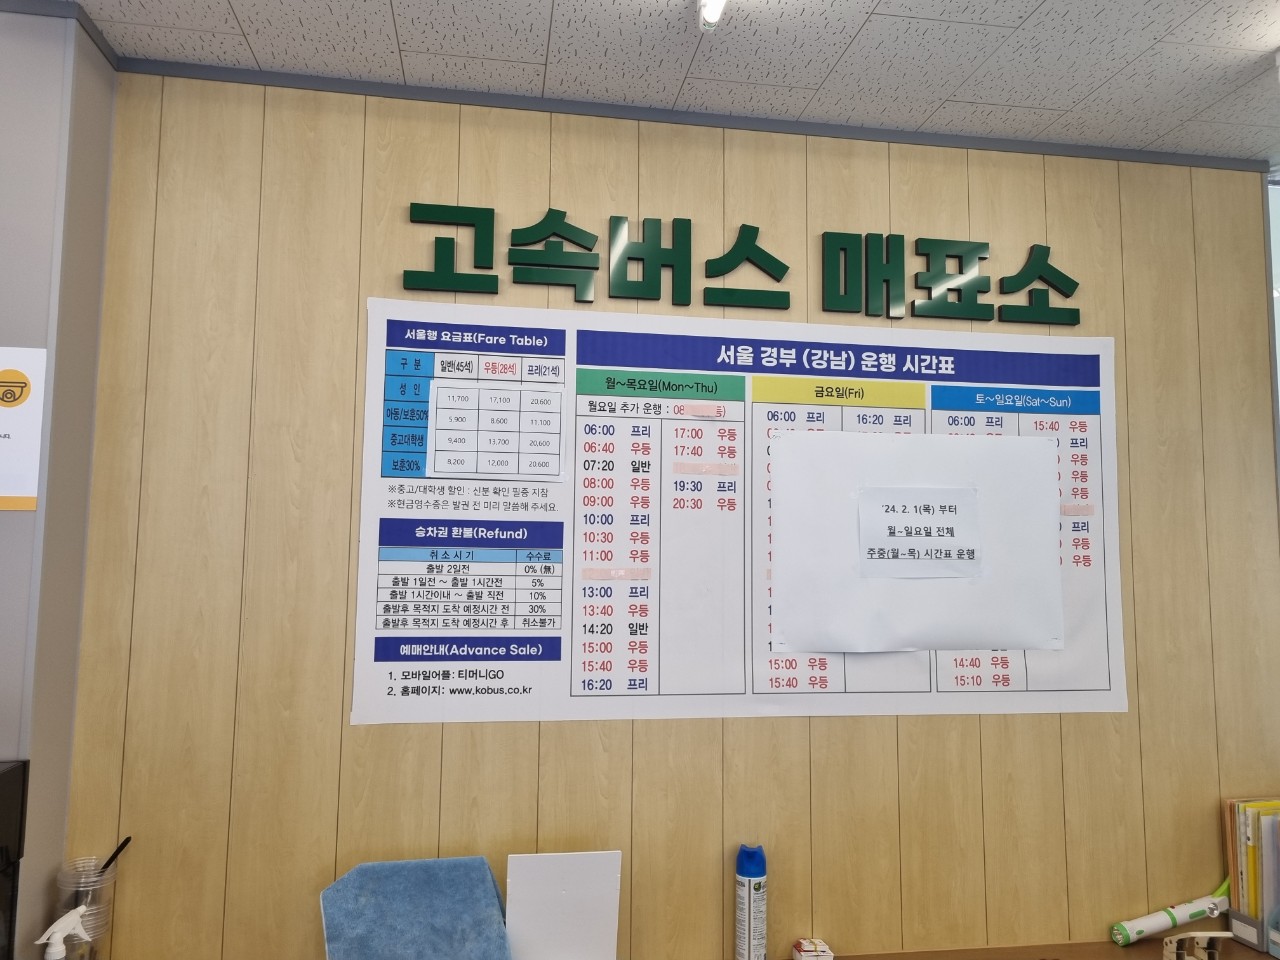 고속버스 매표소
서울행 요금표(Fare Table)
구 분 일반(45석) 우등(28석) 프리(21석)
성 인 11,700 17,100 20,600
아동/보훈50% 5,900 8,600 11,100
중고대학생 9,400 13,700 20,600
보훈30% 8,200 12,000 20,600
※중고/대학생 할인 : 신분 확인 필증 지참
※현금영수증은 발권 전 미리 말씀해 주세요.
승차권 환불(Refund)
취 소 시 기 수수료
출발 2일전 0% (無)
출발 1일전 ~ 출발 1시간전 5%
출발 1시간이내 ~ 출발 직전 10%
출발후 목적지 도착 예정시간 전 30%
출발후 목적지 도착 예정시간 후 취소불가
예매안내(Advance Sale)
1. 모바일어플: 티머니GO
2. 홈페이지: www.kobus.co.kr
서울 경부 (강남) 운행 시간표
월~목요일(Mon~Thu)
월요일 추가 운행 : 08
06:00 프리
06:40 우등
07:20 일반
08:00 우등
09:00 우등
10:00 프리
10:30 우등
11:00 우등
13:00 프리
13:40 우등
14:20 일반
15:00 우등
15:40 우등
16:20 프리
17:00 우등
17:40 우등
19:30 프리
20:30 우등
금요일(Fri)
06:00 프리
15:00 우등
15:40 우등
16:20 프리
토~일요일(Sat~Sun)
06:00 프리
14:40 우등
15:10 우등
15:40 우등
프리
우등
우등
우등
프리
우등
우등
'24. 2. 1(목) 부터
월~일요일 전체
주중(월~목) 시간표 운행